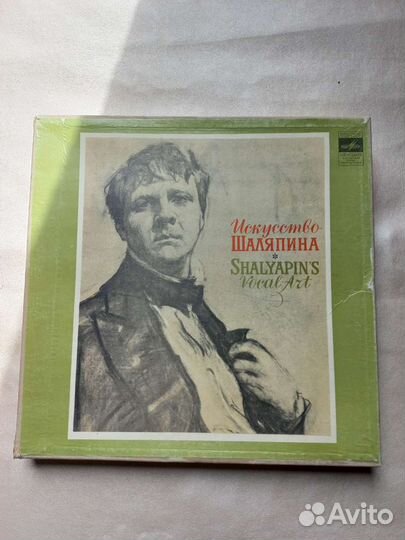 Искусство
ШАЛЯПИНА
*
SHALYAPIN'S
Vocal Art
Avito